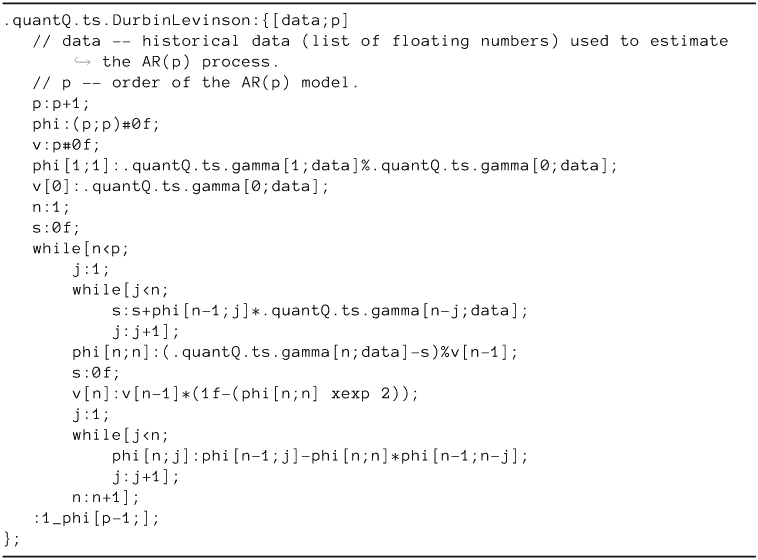 .quantQ.ts.DurbinLevinson:{[data;p]
// data -- historical data (list of floating numbers) used to estimate
↪ the AR(p) process.
// p -- order of the AR(p) model.
p:p+1;
phi:(p;p)#0f;
v:p#0f;
phi[1;1]:.quantQ.ts.gamma[1;data]%.quantQ.ts.gamma[0;data];
v[0]:.quantQ.ts.gamma[0;data];
n:1;
s:0f;
while[n<p;
j:1;
while[j<n;
s:s+phi[n-1;j]*.quantQ.ts.gamma[n-j;data];
j:j+1];
phi[n;n]:(.quantQ.ts.gamma[n;data]-s)%v[n-1];
s:0f;
v[n]:v[n-1]*(1f-(phi[n;n] xexp 2));
j:1;
while[j<n;
phi[n;j]:phi[n-1;j]-phi[n;n]*phi[n-1;n-j];
j:j+1];
n:n+1];
:1_phi[p-1;];
};